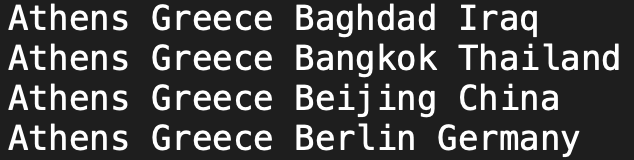 Athens Greece Baghdad Iraq
Athens Greece Bangkok Thailand
Athens Greece Beijing China
Athens Greece Berlin Germany